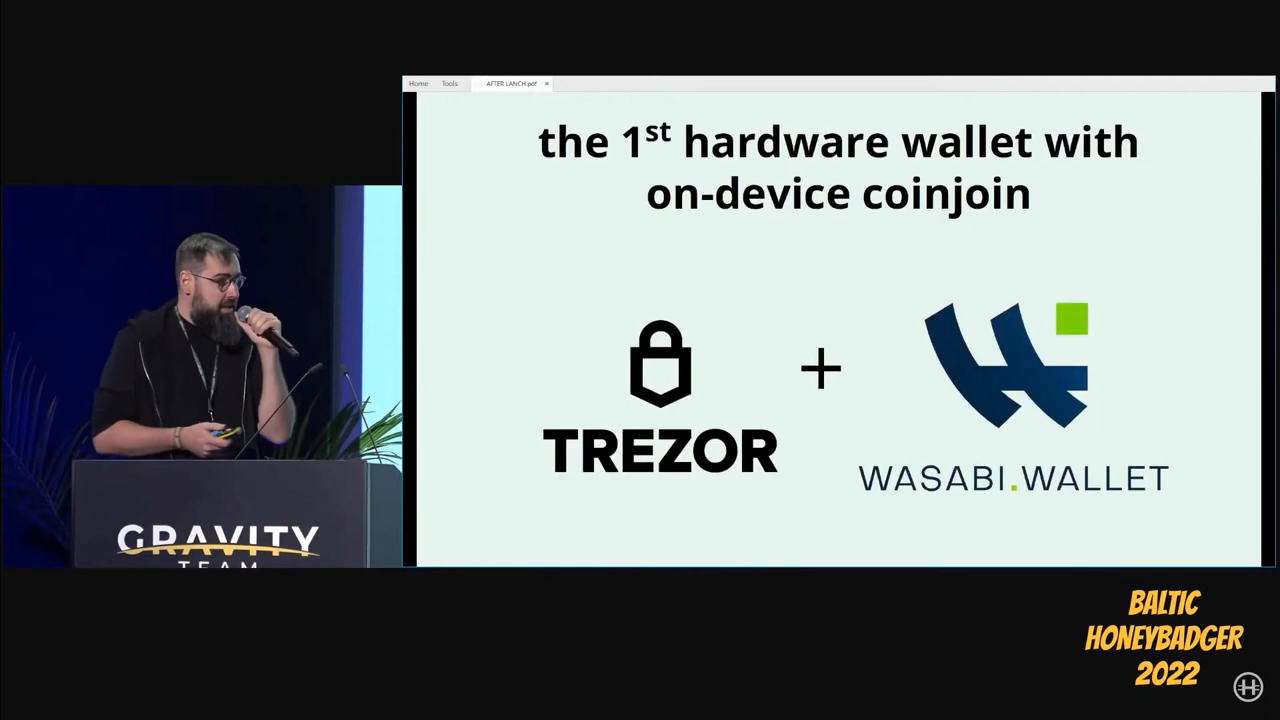 Home Tools AFTER LANCH.pdf ×
the 1st hardware wallet with
on-device coinjoin
TREZOR + WASABI.WALLET
GRAVITY
TEAM
BALTIC
HONEYBADGER
2022